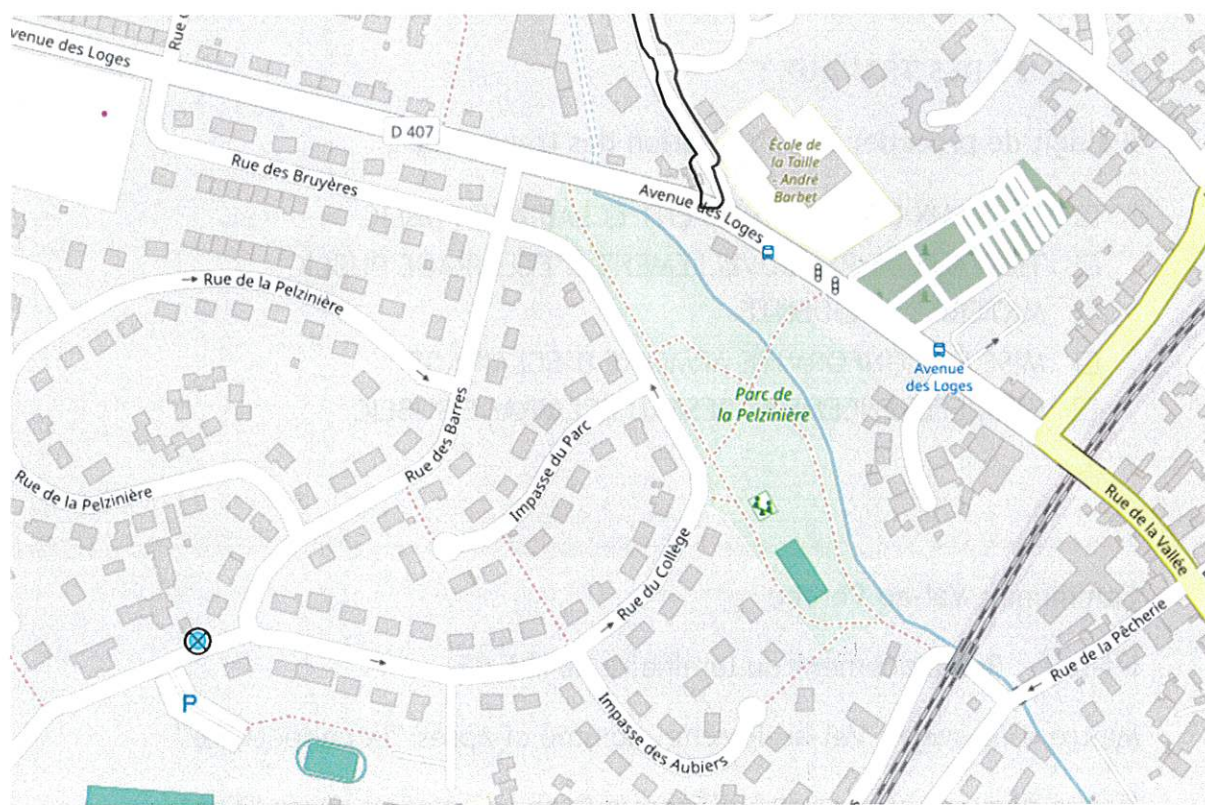 venue des Loges
Rue d
D 407
Rue des Bruyères
Avenue des Loges
École de
la Taille
- André
Barbet
Rue de la Pelzinière
Avenue
des Loges
Parc de
la Pelzinière
Rue des Barres
Impasse du Parc
Rue de la Pelzinière
Rue du Collège
Rue de la Vallée
Rue de la Pêcherie
P
Impasse des Aubiers